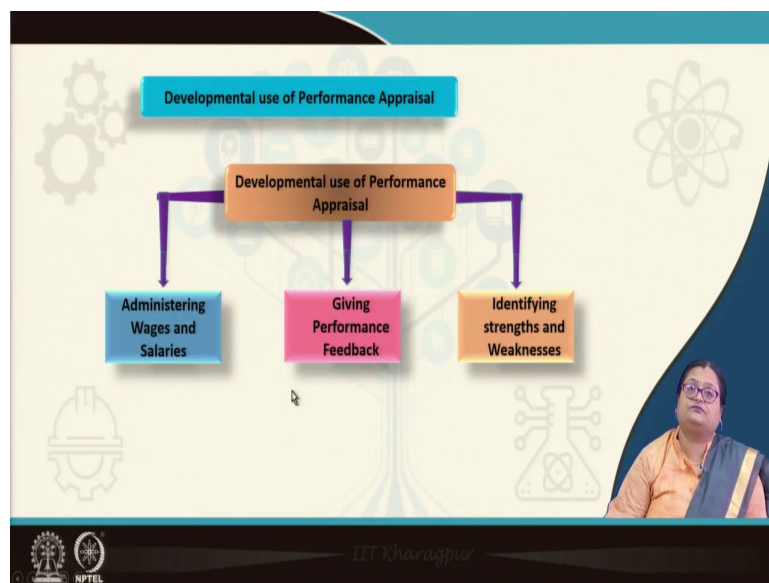 Developmental use of Performance Appraisal
Developmental use of Performance
Appraisal
Administering
Wages and
Salaries
Giving
Performance
Feedback
Identifying
strengths and
Weaknesses
IIT Kharagpur
NPTEL